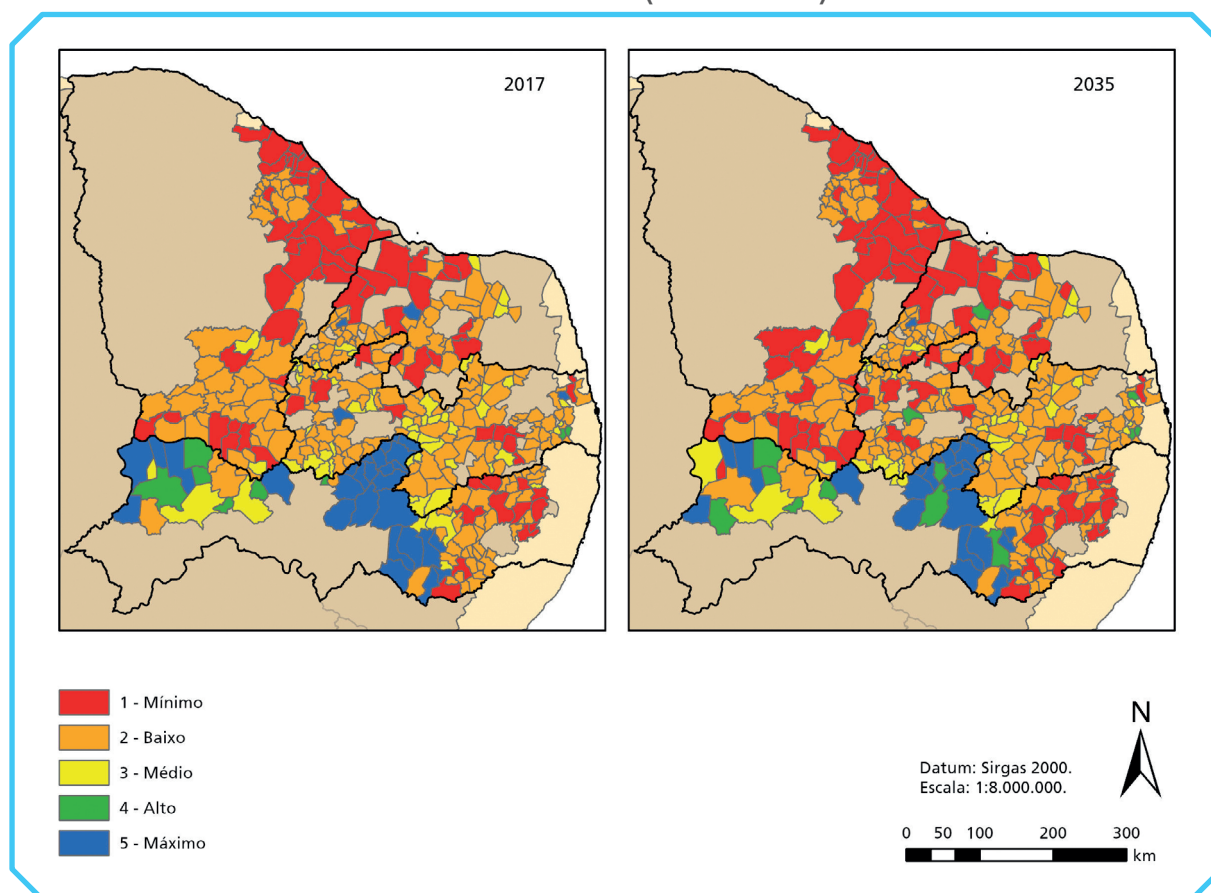 2017
2035
1 - Mínimo
2 - Baixo
3 - Médio
4 - Alto
5 - Máximo
Datum: Sirgas 2000.
Escala: 1:8.000.000.
N
0 50 100 200 300
km